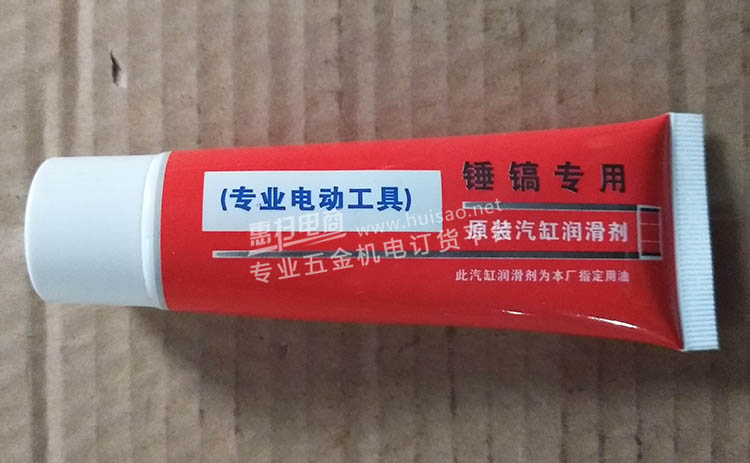 (专业电动工具)
锤镐专用
原装汽缸润滑剂
此汽缸润滑剂为本厂指定用油
惠扫电商
www.huisao.net
专业五金机电订货平台